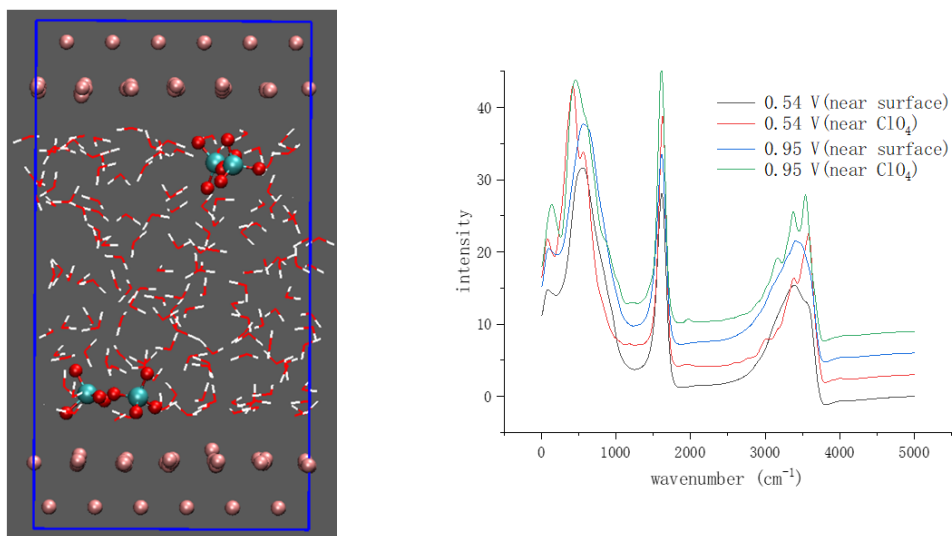 40
30
20
10
0
intensity
0.54 V(near surface)
0.54 V(near ClO₄)
0.95 V(near surface)
0.95 V(near ClO₄)
0 1000 2000 3000 4000 5000
wavenumber (cm⁻¹)